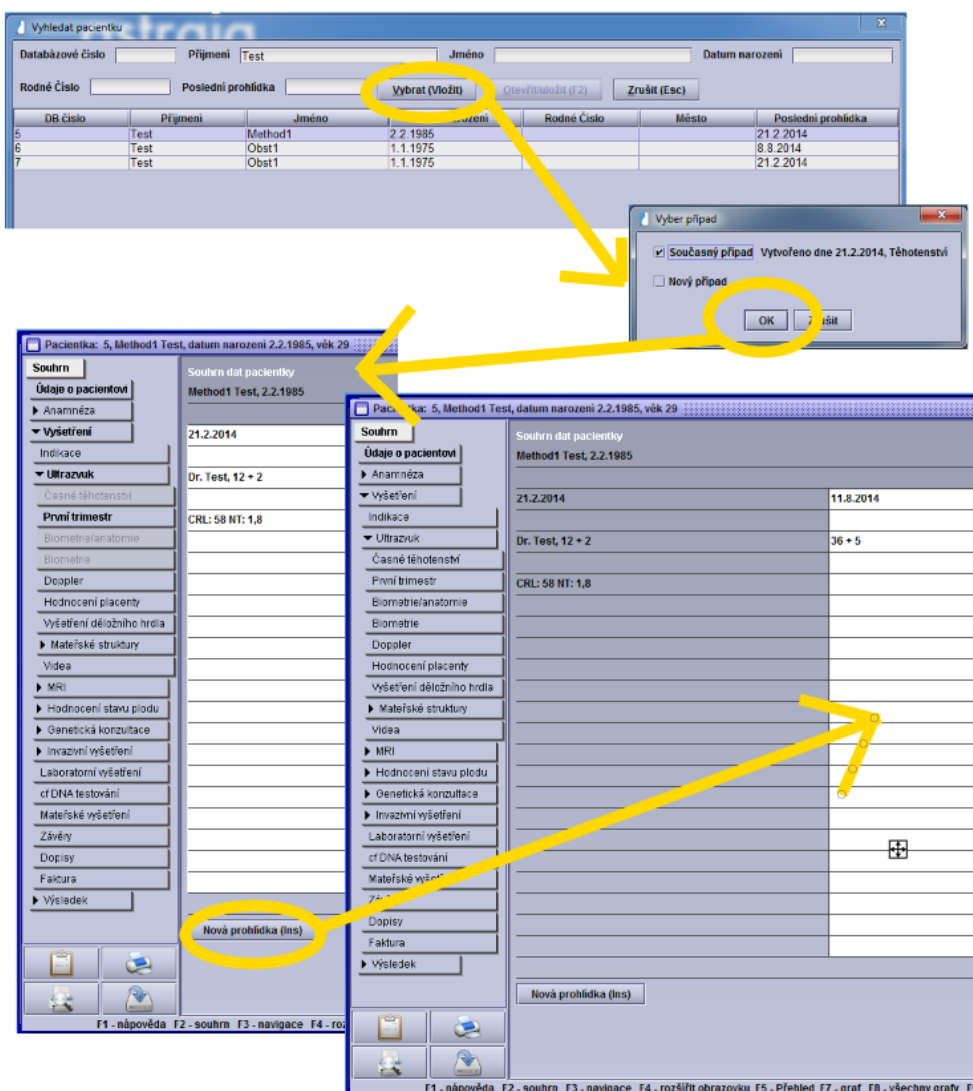 astraia
Vyhledat pacientku
Databázové číslo Příjmení Test Jméno Datum narození
Rodné Číslo Poslední prohlídka Vybrat (Vložit) Otevřít/uložit (F2) Zrušit (Esc)
DB číslo Příjmení Jméno Rodné Číslo Město Poslední prohlídka
5 Test Method1 2.2.1985 21.2.2014
6 Test Obst1 1.1.1975 8.8.2014
7 Test Obst1 1.1.1975 21.2.2014
Vyber případ
Současný případ Vytvořeno dne 21.2.2014, Těhotenství
Nový případ
OK
Pacientka: 5, Method1 Test, datum narození 2.2.1985, věk 29
Souhrn
Údaje o pacientovi
Anamnéza
Vyšetření
Indikace
Ultrazvuk
Časné těhotenství
První trimestr
Biometrie/anatomie
Biometrie
Doppler
Hodnocení placenty
Vyšetření děložního hrdla
Mateřské struktury
Videa
MRI
Hodnocení stavu plodu
Genetická konzultace
Invazivní vyšetření
Laboratorní vyšetření
cf DNA testování
Mateřské vyšetření
Závěry
Dopisy
Faktura
Výsledek
Souhrn dat pacientky
Method1 Test, 2.2.1985
21.2.2014
Dr. Test, 12 + 2
CRL: 58 NT: 1,8
Nová prohlídka (Ins)
F1 - nápověda F2 - souhrn F3 - navigace F4 -
5, Method1 Test, datum narození 2.2.1985, věk 29
Souhrn
Údaje o pacientovi
Anamnéza
Vyšetření
Indikace
Ultrazvuk
Časné těhotenství
První trimestr
Biometrie/anatomie
Biometrie
Doppler
Hodnocení placenty
Vyšetření děložního hrdla
Mateřské struktury
Videa
MRI
Hodnocení stavu plodu
Genetická konzultace
Invazivní vyšetření
Laboratorní vyšetření
cf DNA testování
Mateřské
Dopisy
Faktura
Výsledek
Souhrn dat pacientky
Method1 Test, 2.2.1985
21.2.2014 11.8.2014
Dr. Test, 12 + 2 36 + 5
CRL: 58 NT: 1,8
Nová prohlídka (Ins)
F1 - nápověda F2 - souhrn F3 - navigace F4 - rozšířit obrazovku F5 - Přehled F7 - graf F8 - všechny grafy